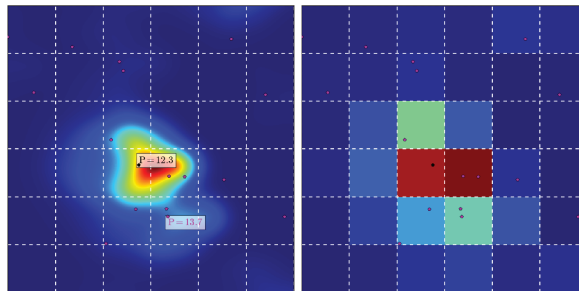 P = 12.3
P = 13.7